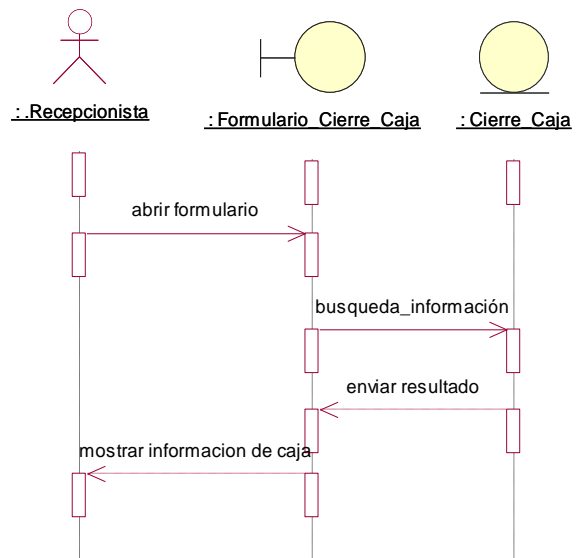 : .Recepcionista
: Formulario_Cierre_Caja
: Cierre_Caja
abrir formulario
busqueda_información
enviar resultado
mostrar informacion de caja